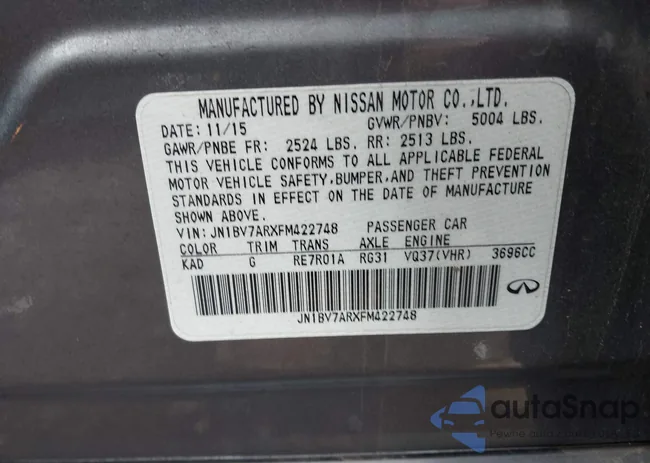 MANUFACTURED BY NISSAN MOTOR CO.,LTD.
DATE: 11/15 GVWR/PNBV: 5004 LBS.
GAWR/PNBE FR: 2524 LBS. RR: 2513 LBS.
THIS VEHICLE CONFORMS TO ALL APPLICABLE FEDERAL
MOTOR VEHICLE SAFETY,BUMPER,AND THEFT PREVENTION
STANDARDS IN EFFECT ON THE DATE OF MANUFACTURE
SHOWN ABOVE.
VIN: JN1BV7ARXFM422748 PASSENGER CAR
COLOR TRIM TRANS AXLE ENGINE
KAD G RE7R01A RG31 VQ37(VHR) 3696CC
JN1BV7ARXFM422748
autoSnap
Pewne auta z